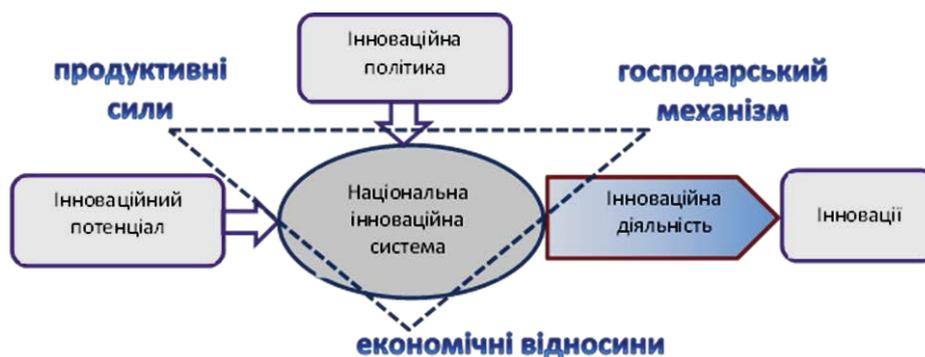 Інноваційна
політика
продуктивні
сили
господарський
механізм
Інноваційний
потенціал
Національна
інноваційна
система
Інноваційна
діяльність
Інновації
економічні відносини